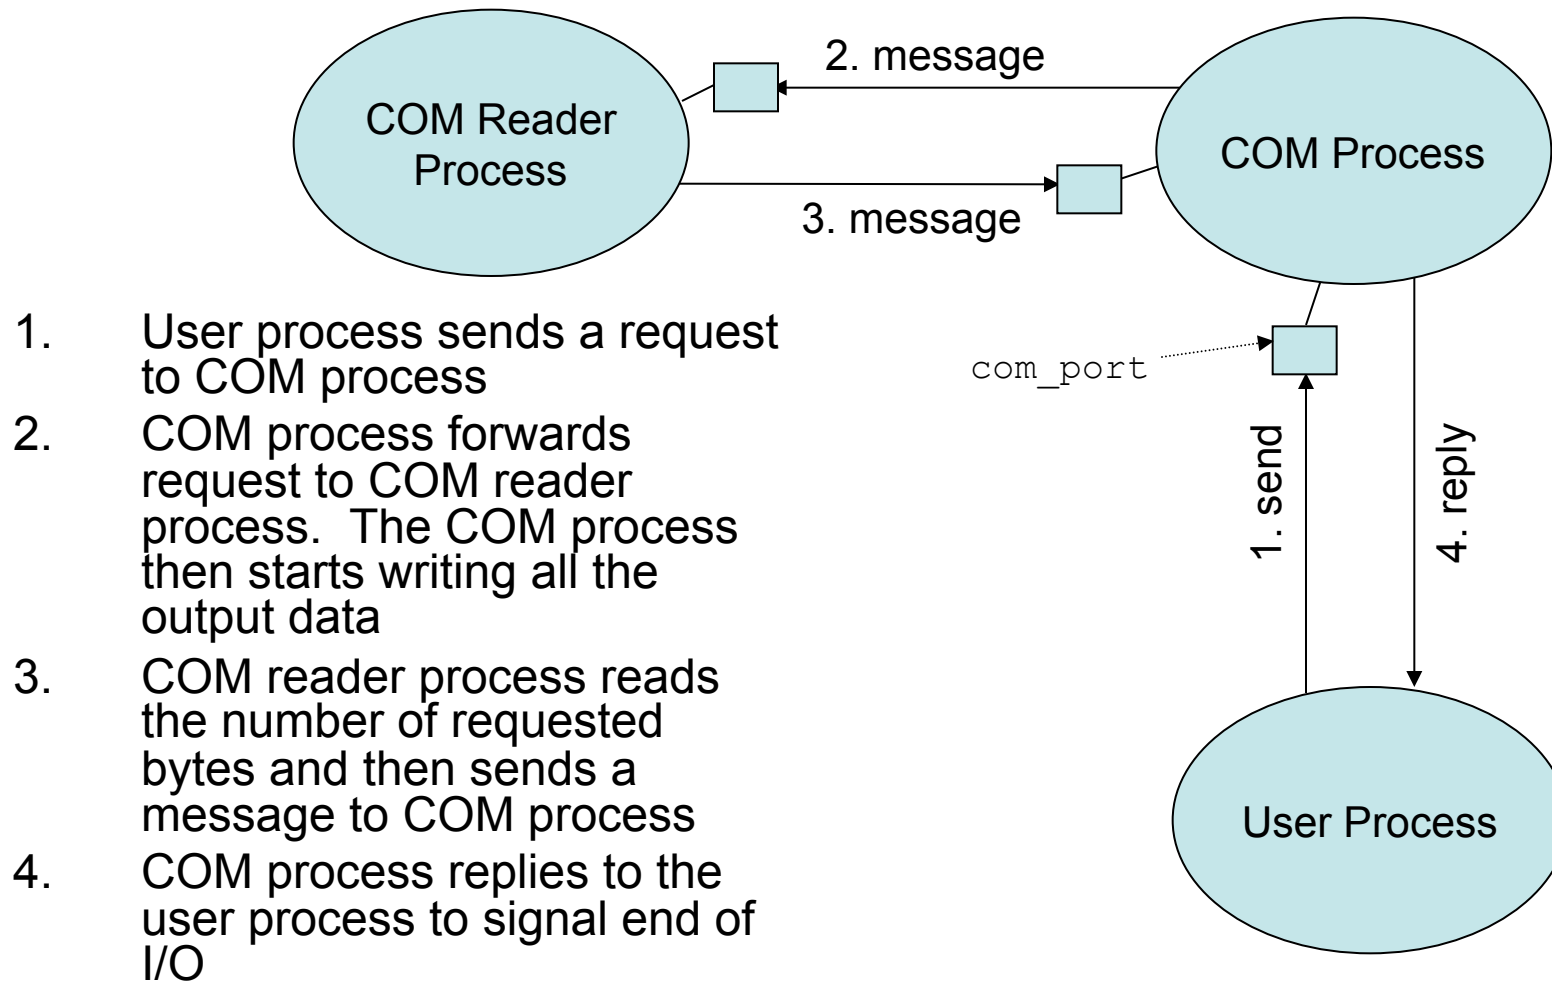 2. message
COM Reader
Process
COM Process
3. message
1. User process sends a request
to COM process
2. COM process forwards
request to COM reader
process. The COM process
then starts writing all the
output data
3. COM reader process reads
the number of requested
bytes and then sends a
message to COM process
4. COM process replies to the
user process to signal end of
I/O
com_port
1. send
4. reply
User Process